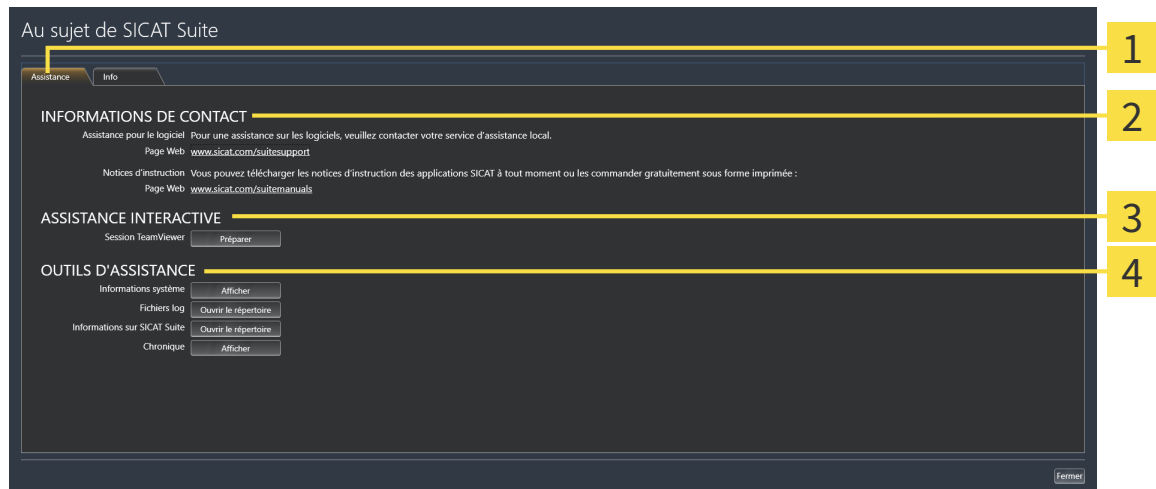 Au sujet de SICAT Suite
1
Assistance
Info
INFORMATIONS DE CONTACT
2
Assistance pour le logiciel Pour une assistance sur les logiciels, veuillez contacter votre service d'assistance local.
Page Web www.sicat.com/suitesupport
Notices d'instruction Vous pouvez télécharger les notices d'instruction des applications SICAT à tout moment ou les commander gratuitement sous forme imprimée :
Page Web www.sicat.com/suitemanuals
ASSISTANCE INTERACTIVE
3
Session TeamViewer Préparer
OUTILS D'ASSISTANCE
4
Informations système Afficher
Fichiers log Ouvrir le répertoire
Informations sur SICAT Suite Ouvrir le répertoire
Chronique Afficher
Fermer